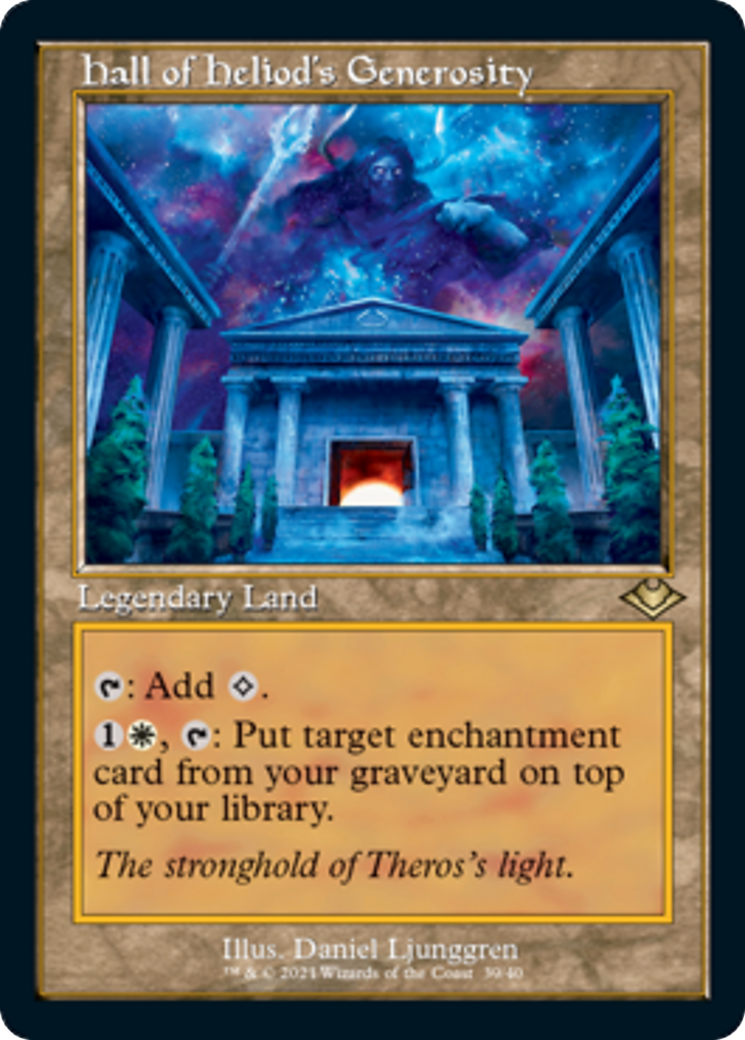 Hall of Heliod's Generosity
Legendary Land
: Add .
1, : Put target enchantment
card from your graveyard on top
of your library.
The stronghold of Theros's light.
Illus. Daniel Ljunggren
™ & © 2021 Wizards of the Coast 39/40